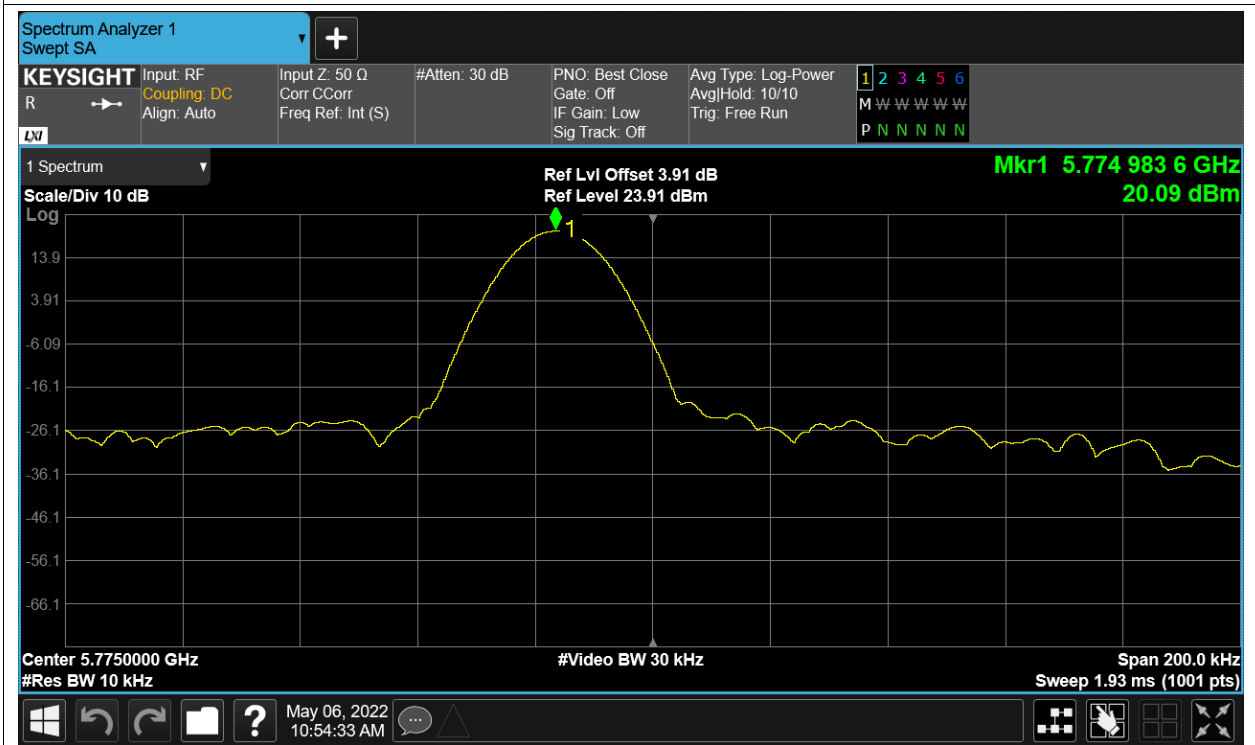 Spectrum Analyzer 1
Swept SA
KEYSIGHT
R
LXI
Input: RF
Coupling: DC
Align: Auto
Input Z: 50 Ω
Corr CCorr
Freq Ref: Int (S)
#Atten: 30 dB
PNO: Best Close
Gate: Off
IF Gain: Low
Sig Track: Off
Avg Type: Log-Power
Avg|Hold: 10/10
Trig: Free Run
1 2 3 4 5 6
M W W W W W
P N N N N N
1 Spectrum
Scale/Div 10 dB
Log
Ref Lvl Offset 3.91 dB
Ref Level 23.91 dBm
Mkr1 5.774 983 6 GHz
20.09 dBm
1
13.9
3.91
-6.09
-16.1
-26.1
-36.1
-46.1
-56.1
-66.1
Center 5.7750000 GHz
#Res BW 10 kHz
#Video BW 30 kHz
Span 200.0 kHz
Sweep 1.93 ms (1001 pts)
?
May 06, 2022
10:54:33 AM